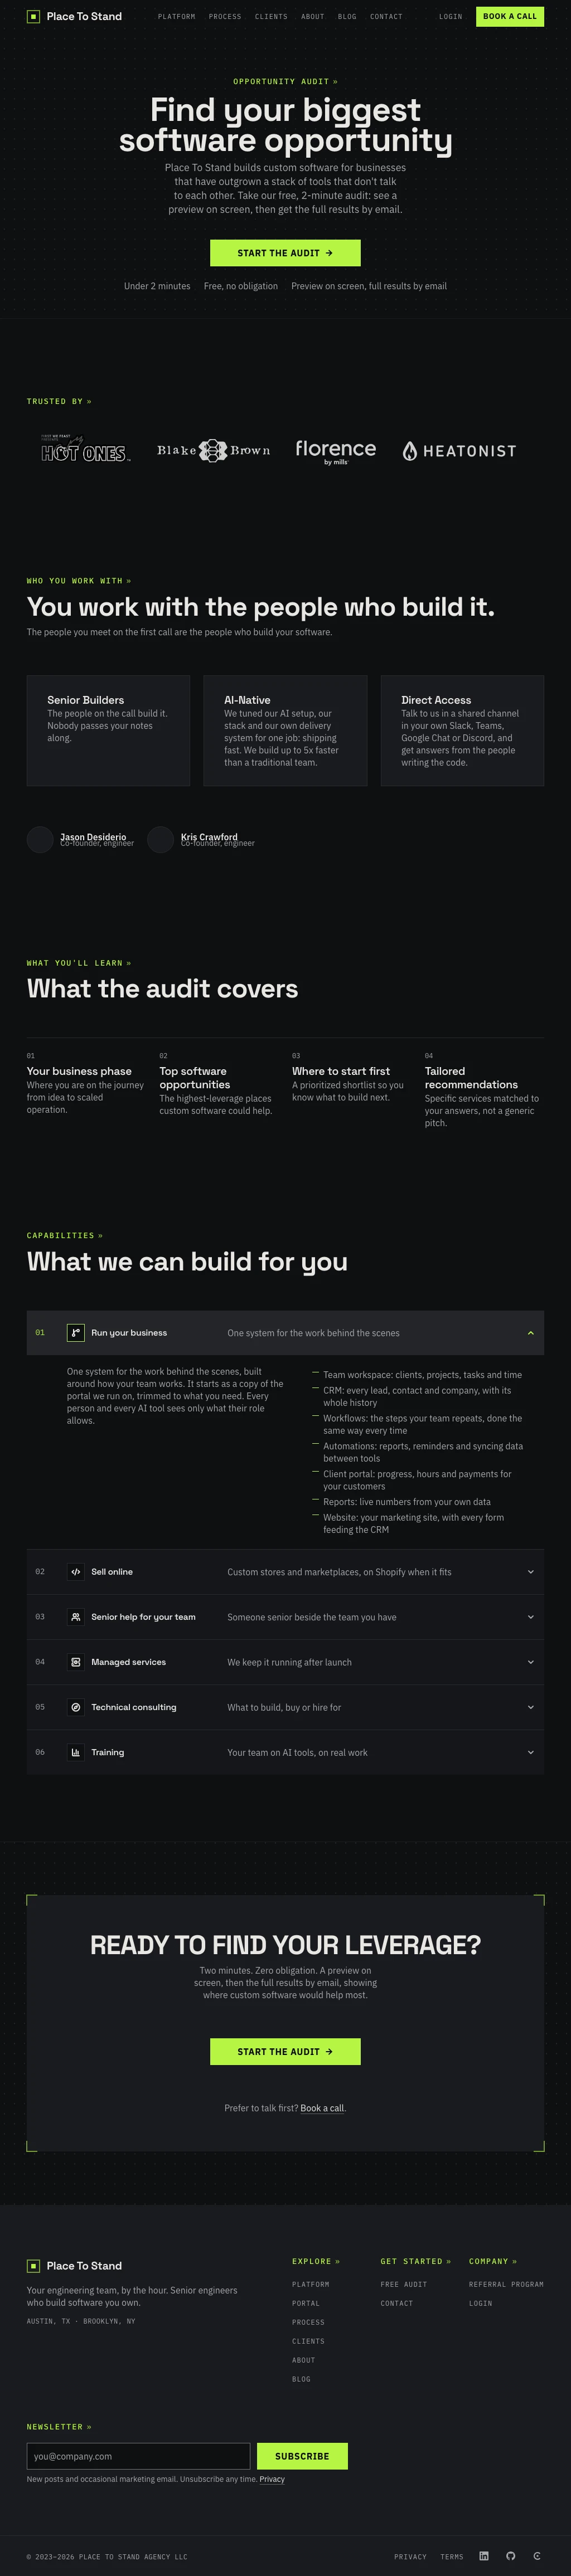 Place To Stand
PLATFORM PROCESS CLIENTS ABOUT BLOG CONTACT LOGIN BOOK A CALL
OPPORTUNITY AUDIT »
Find your biggest
software opportunity
Place To Stand builds custom software for businesses
that have outgrown a stack of tools that don't talk
to each other. Take our free, 2-minute audit: see a
preview on screen, then get the full results by email.
START THE AUDIT →
Under 2 minutes Free, no obligation Preview on screen, full results by email
TRUSTED BY »
HOT ONES
Blake Brown
florence
by mills
HEATONIST
WHO YOU WORK WITH »
You work with the people who build it.
The people you meet on the first call are the people who build your software.
Senior Builders
The people on the call build it.
Nobody passes your notes
along.
AI-Native
We tuned our AI setup, our
stack and our own delivery
system for one job: shipping
fast. We build up to 5x faster
than a traditional team.
Direct Access
Talk to us in a shared channel
in your own Slack, Teams,
Google Chat or Discord, and
get answers from the people
writing the code.
Jason Desiderio
Co-founder, engineer
Kris Crawford
Co-founder, engineer
WHAT YOU'LL LEARN »
What the audit covers
01
Your business phase
Where you are on the journey
from idea to scaled
operation.
02
Top software
opportunities
The highest-leverage places
custom software could help.
03
Where to start first
A prioritized shortlist so you
know what to build next.
04
Tailored
recommendations
Specific services matched to
your answers, not a generic
pitch.
CAPABILITIES »
What we can build for you
01 Run your business One system for the work behind the scenes
One system for the work behind the scenes, built
around how your team works. It starts as a copy of the
portal we run on, trimmed to what you need. Every
person and every AI tool sees only what their role
allows.
— Team workspace: clients, projects, tasks and time
— CRM: every lead, contact and company, with its
whole history
— Workflows: the steps your team repeats, done the
same way every time
— Automations: reports, reminders and syncing data
between tools
— Client portal: progress, hours and payments for
your customers
— Reports: live numbers from your own data
— Website: your marketing site, with every form
feeding the CRM
02 Sell online Custom stores and marketplaces, on Shopify when it fits
03 Senior help for your team Someone senior beside the team you have
04 Managed services We keep it running after launch
05 Technical consulting What to build, buy or hire for
06 Training Your team on AI tools, on real work
READY TO FIND YOUR LEVERAGE?
Two minutes. Zero obligation. A preview on
screen, then the full results by email, showing
where custom software would help most.
START THE AUDIT →
Prefer to talk first? Book a call.
Place To Stand
Your engineering team, by the hour. Senior engineers
who build software you own.
AUSTIN, TX · BROOKLYN, NY
EXPLORE »
PLATFORM
PORTAL
PROCESS
CLIENTS
ABOUT
BLOG
GET STARTED »
FREE AUDIT
CONTACT
COMPANY »
REFERRAL PROGRAM
LOGIN
NEWSLETTER »
you@company.com
SUBSCRIBE
New posts and occasional marketing email. Unsubscribe any time. Privacy
© 2023–2026 PLACE TO STAND AGENCY LLC
PRIVACY TERMS